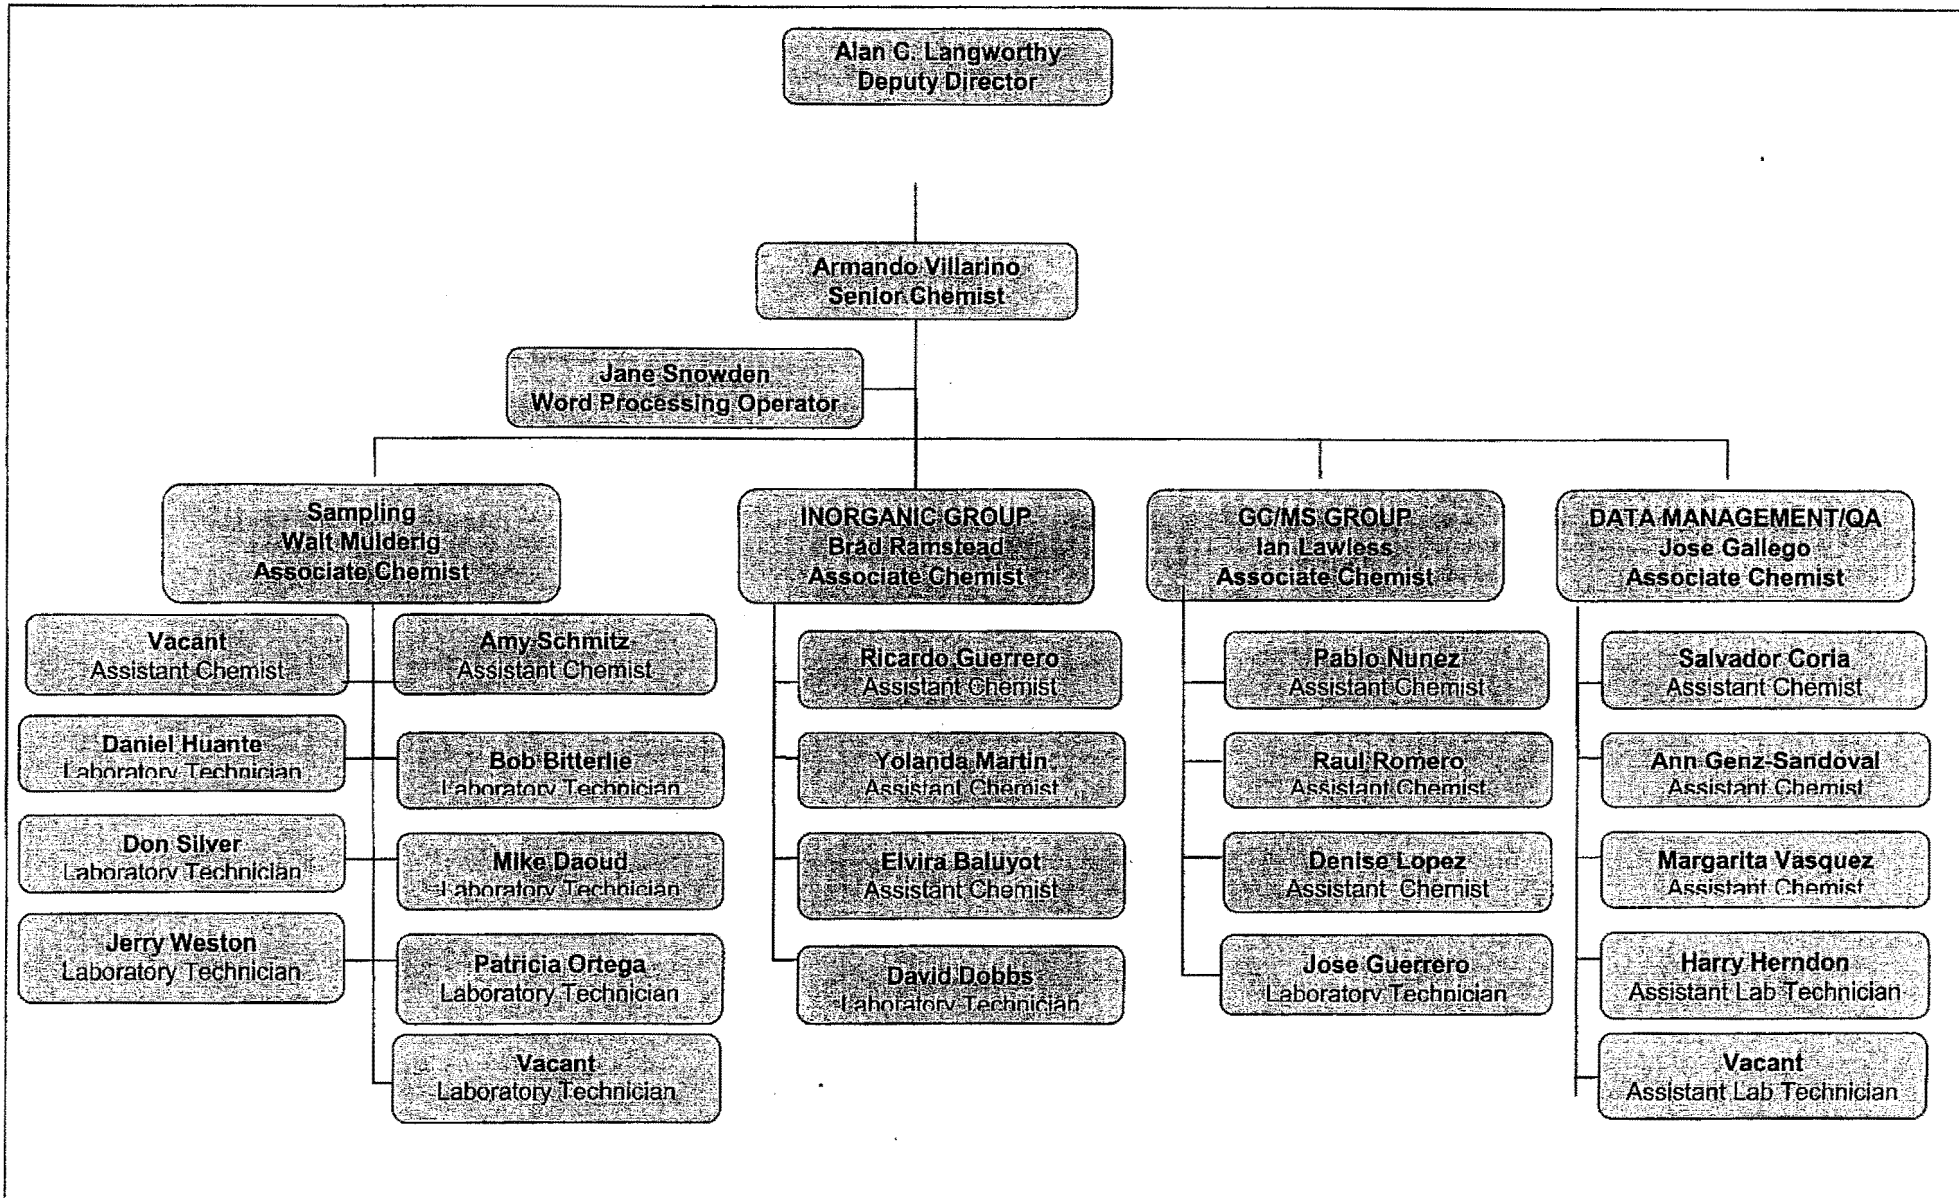 Alan C. Langworthy
Deputy Director
Armando Villarino
Senior Chemist
Jane Snowden
Word Processing Operator
Sampling
Walt Mulderig
Associate Chemist
Vacant
Assistant Chemist
Amy Schmitz
Assistant Chemist
Daniel Huante
Laboratory Technician
Bob Bitterlie
Laboratory Technician
Don Silver
Laboratory Technician
Mike Daoud
Laboratory Technician
Jerry Weston
Laboratory Technician
Patricia Ortega
Laboratory Technician
Vacant
Laboratory Technician
INORGANIC GROUP
Brad Ramstead
Associate Chemist
Ricardo Guerrero
Assistant Chemist
Yolanda Martin
Assistant Chemist
Elvira Baluyot
Assistant Chemist
David Dobbs
Laboratory Technician
GC/MS GROUP
Ian Lawless
Associate Chemist
Pablo Nunez
Assistant Chemist
Raul Romero
Assistant Chemist
Denise Lopez
Assistant Chemist
Jose Guerrero
Laboratory Technician
DATA MANAGEMENT/QA
Jose Gallego
Associate Chemist
Salvador Coria
Assistant Chemist
Ann Genz-Sandoval
Assistant Chemist
Margarita Vasquez
Assistant Chemist
Harry Herndon
Assistant Lab Technician
Vacant
Assistant Lab Technician